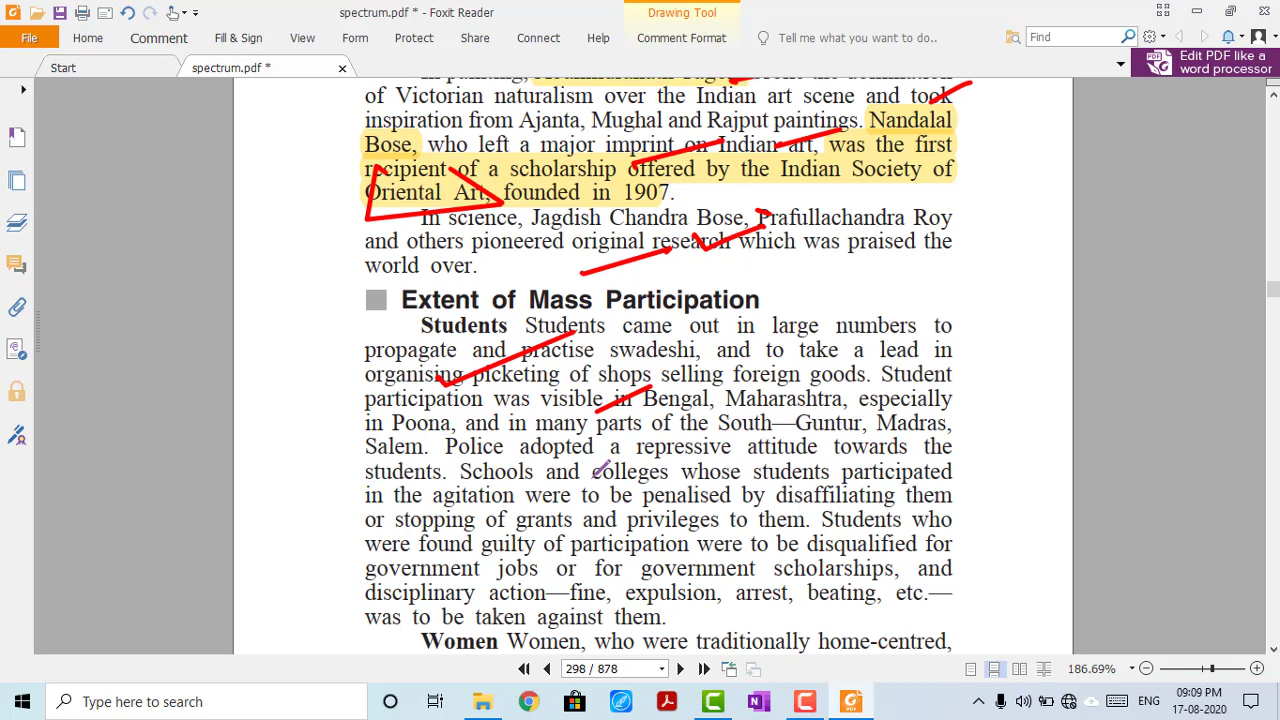 spectrum.pdf * - Foxit Reader
Drawing Tool
File
Home
Comment
Fill & Sign
View
Form
Protect
Share
Connect
Help
Comment Format
Tell me what you want to do..
Find
Start
spectrum.pdf *
Edit PDF like a
word processor
of Victorian naturalism over the Indian art scene and took
inspiration from Ajanta, Mughal and Rajput paintings. Nandalal
Bose, who left a major imprint on Indian art, was the first
recipient of a scholarship offered by the Indian Society of
Oriental Art, founded in 1907.
In science, Jagdish Chandra Bose, Prafullachandra Roy
and others pioneered original research which was praised the
world over.
Extent of Mass Participation
Students Students came out in large numbers to
propagate and practise swadeshi, and to take a lead in
organising picketing of shops selling foreign goods. Student
participation was visible in Bengal, Maharashtra, especially
in Poona, and in many parts of the South—Guntur, Madras,
Salem. Police adopted a repressive attitude towards the
students. Schools and colleges whose students participated
in the agitation were to be penalised by disaffiliating them
or stopping of grants and privileges to them. Students who
were found guilty of participation were to be disqualified for
government jobs or for government scholarships, and
disciplinary action—fine, expulsion, arrest, beating, etc.—
was to be taken against them.
Women Women, who were traditionally home-centred,
298 / 878
186.69%
Type here to search
ENG
09:09 PM
17-08-2020